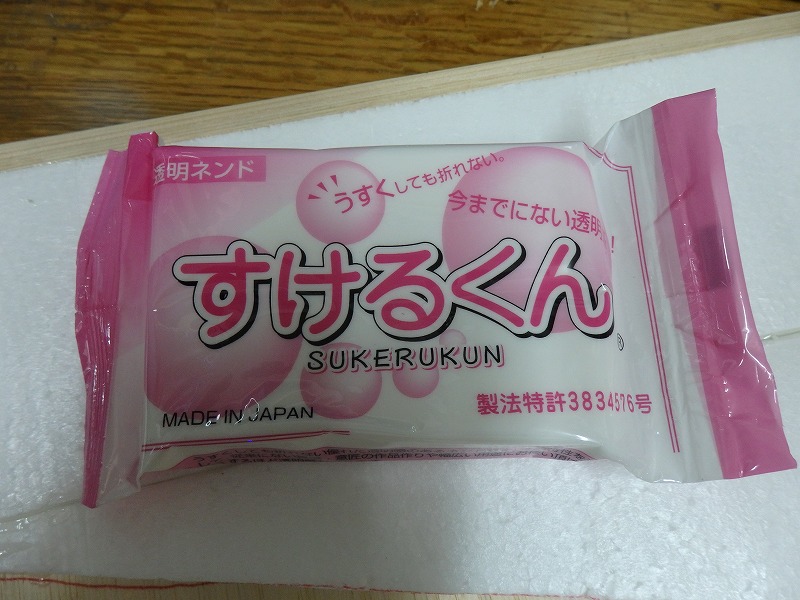 透明ネンド
うすくしても折れない。
今までにない透明
すけるくん®
SUKERUKUN
MADE IN JAPAN
製法特許3834576号